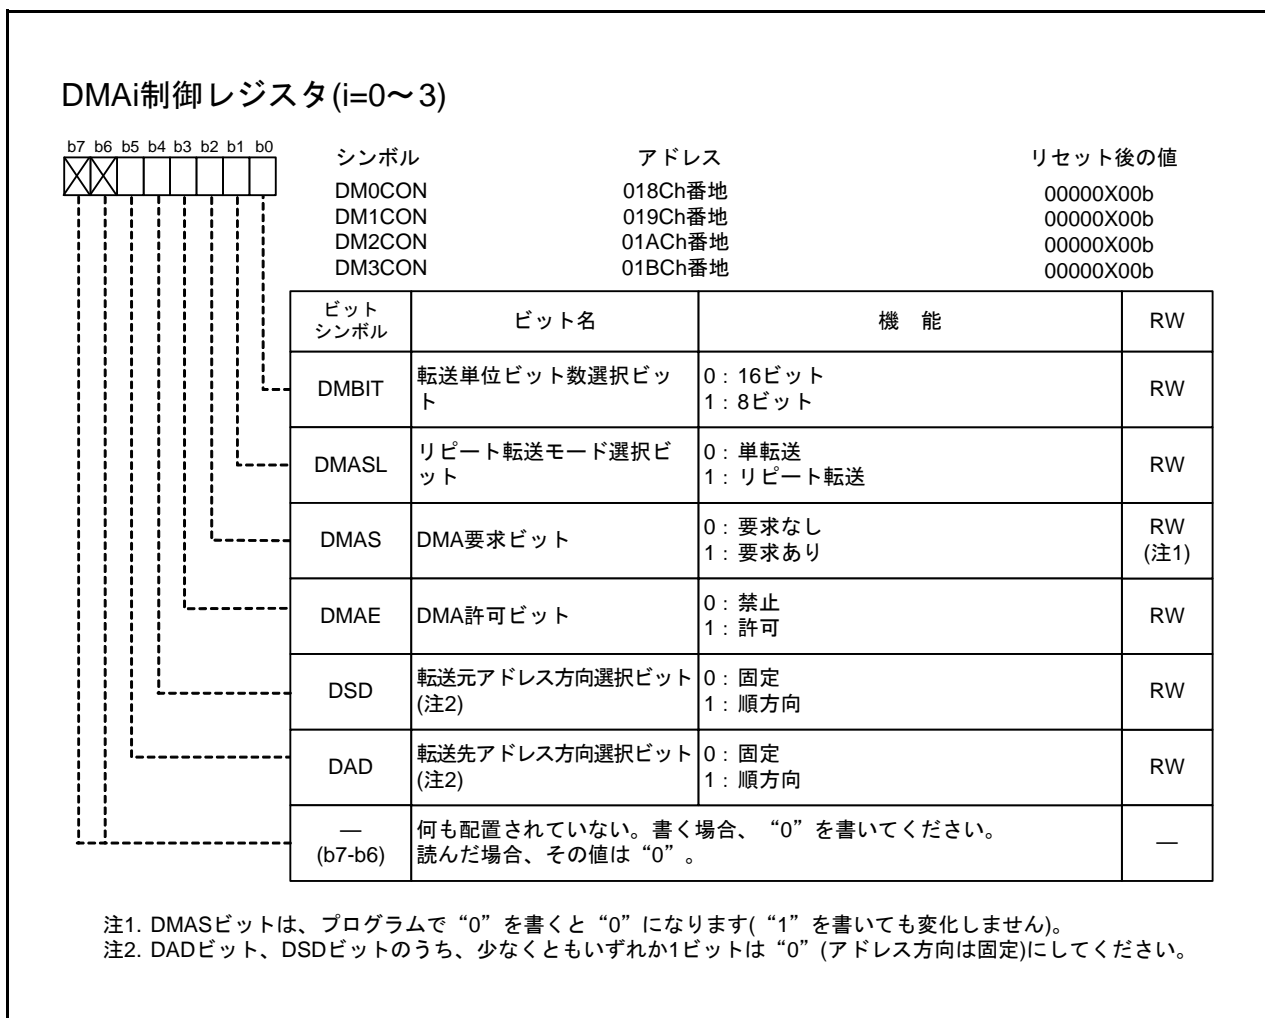 DMAi制御レジスタ(i=0～3)
b7 b6 b5 b4 b3 b2 b1 b0
シンボル アドレス リセット後の値
DM0CON 018Ch番地 00000X00b
DM1CON 019Ch番地 00000X00b
DM2CON 01ACh番地 00000X00b
DM3CON 01BCh番地 00000X00b
ビット
シンボル
ビット名
機 能
RW
DMBIT
転送単位ビット数選択ビッ
ト
0：16ビット
1：8ビット
RW
DMASL
リピート転送モード選択ビ
ット
0：単転送
1：リピート転送
RW
DMAS
DMA要求ビット
0：要求なし
1：要求あり
RW
(注1)
DMAE
DMA許可ビット
0：禁止
1：許可
RW
DSD
転送元アドレス方向選択ビット
(注2)
0：固定
1：順方向
RW
DAD
転送先アドレス方向選択ビット
(注2)
0：固定
1：順方向
RW
—
(b7-b6)
何も配置されていない。書く場合、“0”を書いてください。
読んだ場合、その値は“0”。
—
注1. DMASビットは、プログラムで“0”を書くと“0”になります(“1”を書いても変化しません)。
注2. DADビット、DSDビットのうち、少なくともいずれか1ビットは“0”(アドレス方向は固定)にしてください。